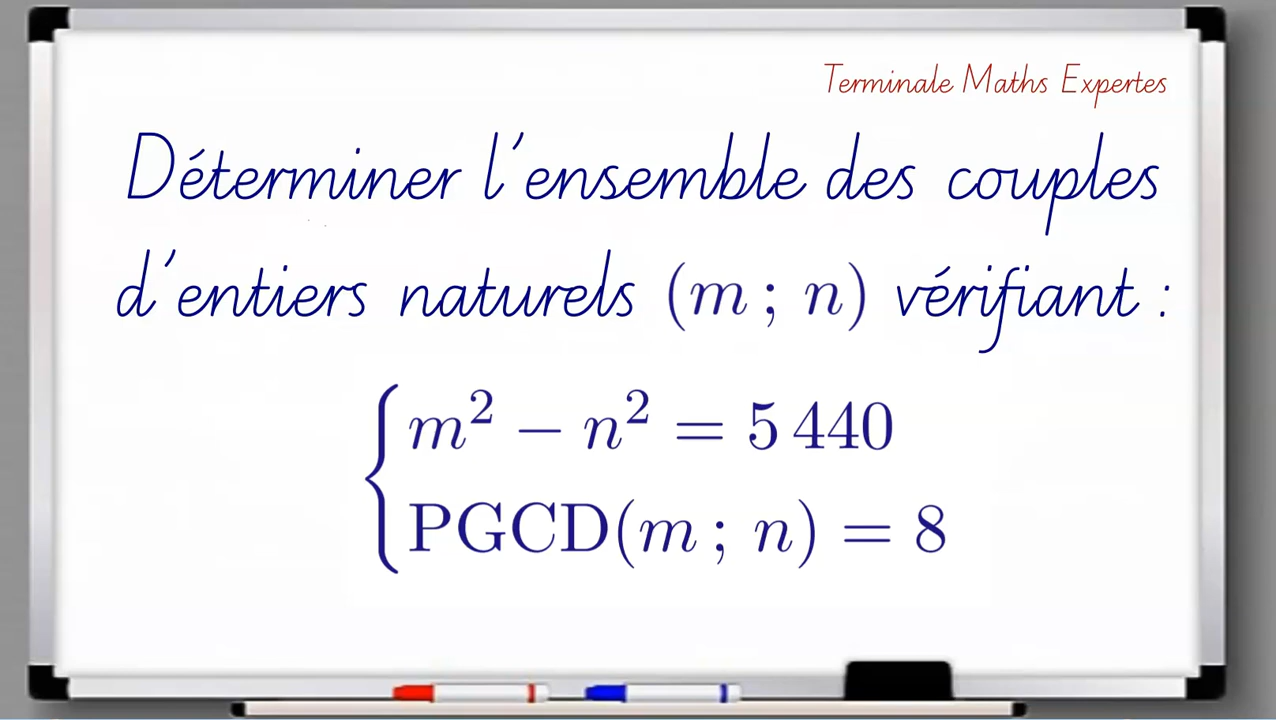 Terminale Maths Expertes
Déterminer l'ensemble des couples
d'entiers naturels (m ; n) vérifiant :
{ m² − n² = 5 440
PGCD(m ; n) = 8